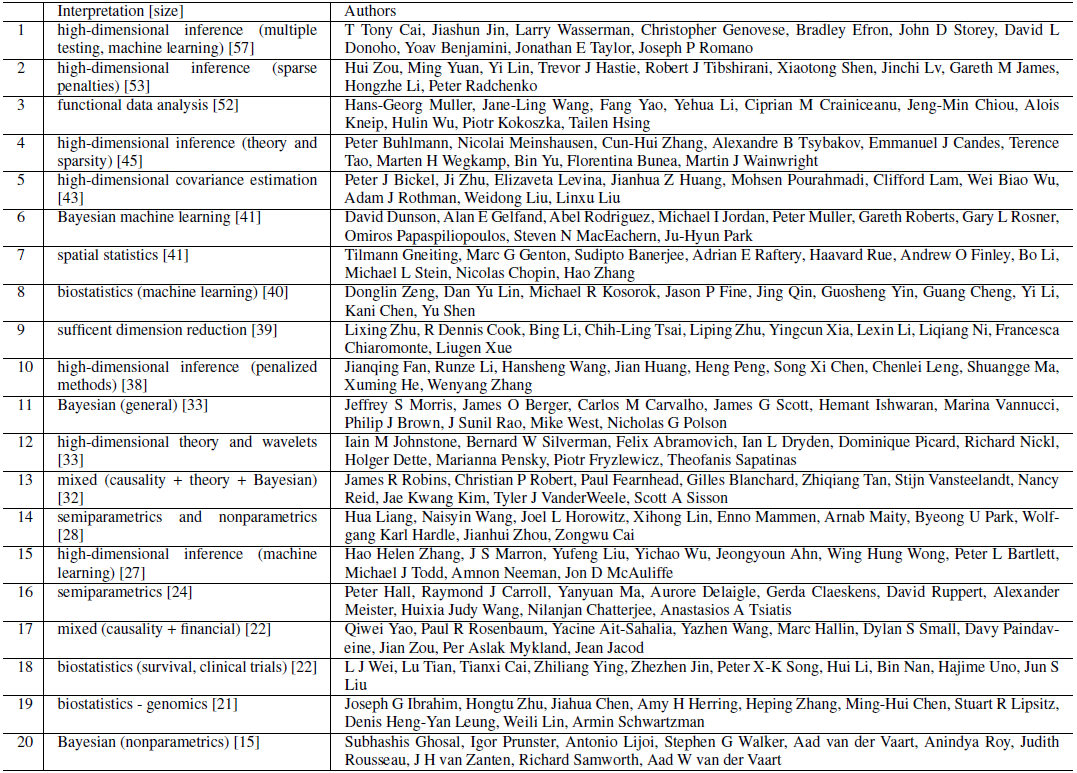 Interpretation [size] Authors
1 high-dimensional inference (multiple T Tony Cai, Jiashun Jin, Larry Wasserman, Christopher Genovese, Bradley Efron, John D Storey, David L
testing, machine learning) [57] Donoho, Yoav Benjamini, Jonathan E Taylor, Joseph P Romano
2 high-dimensional inference (sparse Hui Zou, Ming Yuan, Yi Lin, Trevor J Hastie, Robert J Tibshirani, Xiaotong Shen, Jinchi Lv, Gareth M James,
penalties) [53] Hongzhe Li, Peter Radchenko
3 functional data analysis [52] Hans-Georg Muller, Jane-Ling Wang, Fang Yao, Yehua Li, Ciprian M Crainiceanu, Jeng-Min Chiou, Alois
Kneip, Hulin Wu, Piotr Kokoszka, Tailen Hsing
4 high-dimensional inference (theory and Peter Buhlmann, Nicolai Meinshausen, Cun-Hui Zhang, Alexandre B Tsybakov, Emmanuel J Candes, Terence
sparsity) [45] Tao, Marten H Wegkamp, Bin Yu, Florentina Bunea, Martin J Wainwright
5 high-dimensional covariance estimation Peter J Bickel, Ji Zhu, Elizaveta Levina, Jianhua Z Huang, Mohsen Pourahmadi, Clifford Lam, Wei Biao Wu,
[43] Adam J Rothman, Weidong Liu, Linxu Liu
6 Bayesian machine learning [41] David Dunson, Alan E Gelfand, Abel Rodriguez, Michael I Jordan, Peter Muller, Gareth Roberts, Gary L Rosner,
Omiros Papaspiliopoulos, Steven N MacEachern, Ju-Hyun Park
7 spatial statistics [41] Tilmann Gneiting, Marc G Genton, Sudipto Banerjee, Adrian E Raftery, Haavard Rue, Andrew O Finley, Bo Li,
Michael L Stein, Nicolas Chopin, Hao Zhang
8 biostatistics (machine learning) [40] Donglin Zeng, Dan Yu Lin, Michael R Kosorok, Jason P Fine, Jing Qin, Guosheng Yin, Guang Cheng, Yi Li,
Kani Chen, Yu Shen
9 sufficent dimension reduction [39] Lixing Zhu, R Dennis Cook, Bing Li, Chih-Ling Tsai, Liping Zhu, Yingcun Xia, Lexin Li, Liqiang Ni, Francesca
Chiaromonte, Liugen Xue
10 high-dimensional inference (penalized Jianqing Fan, Runze Li, Hansheng Wang, Jian Huang, Heng Peng, Song Xi Chen, Chenlei Leng, Shuangge Ma,
methods) [38] Xuming He, Wenyang Zhang
11 Bayesian (general) [33] Jeffrey S Morris, James O Berger, Carlos M Carvalho, James G Scott, Hemant Ishwaran, Marina Vannucci,
Philip J Brown, J Sunil Rao, Mike West, Nicholas G Polson
12 high-dimensional theory and wavelets Iain M Johnstone, Bernard W Silverman, Felix Abramovich, Ian L Dryden, Dominique Picard, Richard Nickl,
[33] Holger Dette, Marianna Pensky, Piotr Fryzlewicz, Theofanis Sapatinas
13 mixed (causality + theory + Bayesian) James R Robins, Christian P Robert, Paul Fearnhead, Gilles Blanchard, Zhiqiang Tan, Stijn Vansteelandt, Nancy
[32] Reid, Jae Kwang Kim, Tyler J VanderWeele, Scott A Sisson
14 semiparametrics and nonparametrics Hua Liang, Naisyin Wang, Joel L Horowitz, Xihong Lin, Enno Mammen, Arnab Maity, Byeong U Park, Wolf-
[28] gang Karl Hardle, Jianhui Zhou, Zongwu Cai
15 high-dimensional inference (machine Hao Helen Zhang, J S Marron, Yufeng Liu, Yichao Wu, Jeongyoun Ahn, Wing Hung Wong, Peter L Bartlett,
learning) [27] Michael J Todd, Amnon Neeman, Jon D McAuliffe
16 semiparametrics [24] Peter Hall, Raymond J Carroll, Yanyuan Ma, Aurore Delaigle, Gerda Claeskens, David Ruppert, Alexander
Meister, Huixia Judy Wang, Nilanjan Chatterjee, Anastasios A Tsiatis
17 mixed (causality + financial) [22] Qiwei Yao, Paul R Rosenbaum, Yacine Ait-Sahalia, Yazhen Wang, Marc Hallin, Dylan S Small, Davy Paindav-
eine, Jian Zou, Per Aslak Mykland, Jean Jacod
18 biostatistics (survival, clinical trials) [22] L J Wei, Lu Tian, Tianxi Cai, Zhiliang Ying, Zhezhen Jin, Peter X-K Song, Hui Li, Bin Nan, Hajime Uno, Jun S
Liu
19 biostatistics - genomics [21] Joseph G Ibrahim, Hongtu Zhu, Jiahua Chen, Amy H Herring, Heping Zhang, Ming-Hui Chen, Stuart R Lipsitz,
Denis Heng-Yan Leung, Weili Lin, Armin Schwartzman
20 Bayesian (nonparametrics) [15] Subhashis Ghosal, Igor Prunster, Antonio Lijoi, Stephen G Walker, Aad van der Vaart, Anindya Roy, Judith
Rousseau, J H van Zanten, Richard Samworth, Aad W van der Vaart